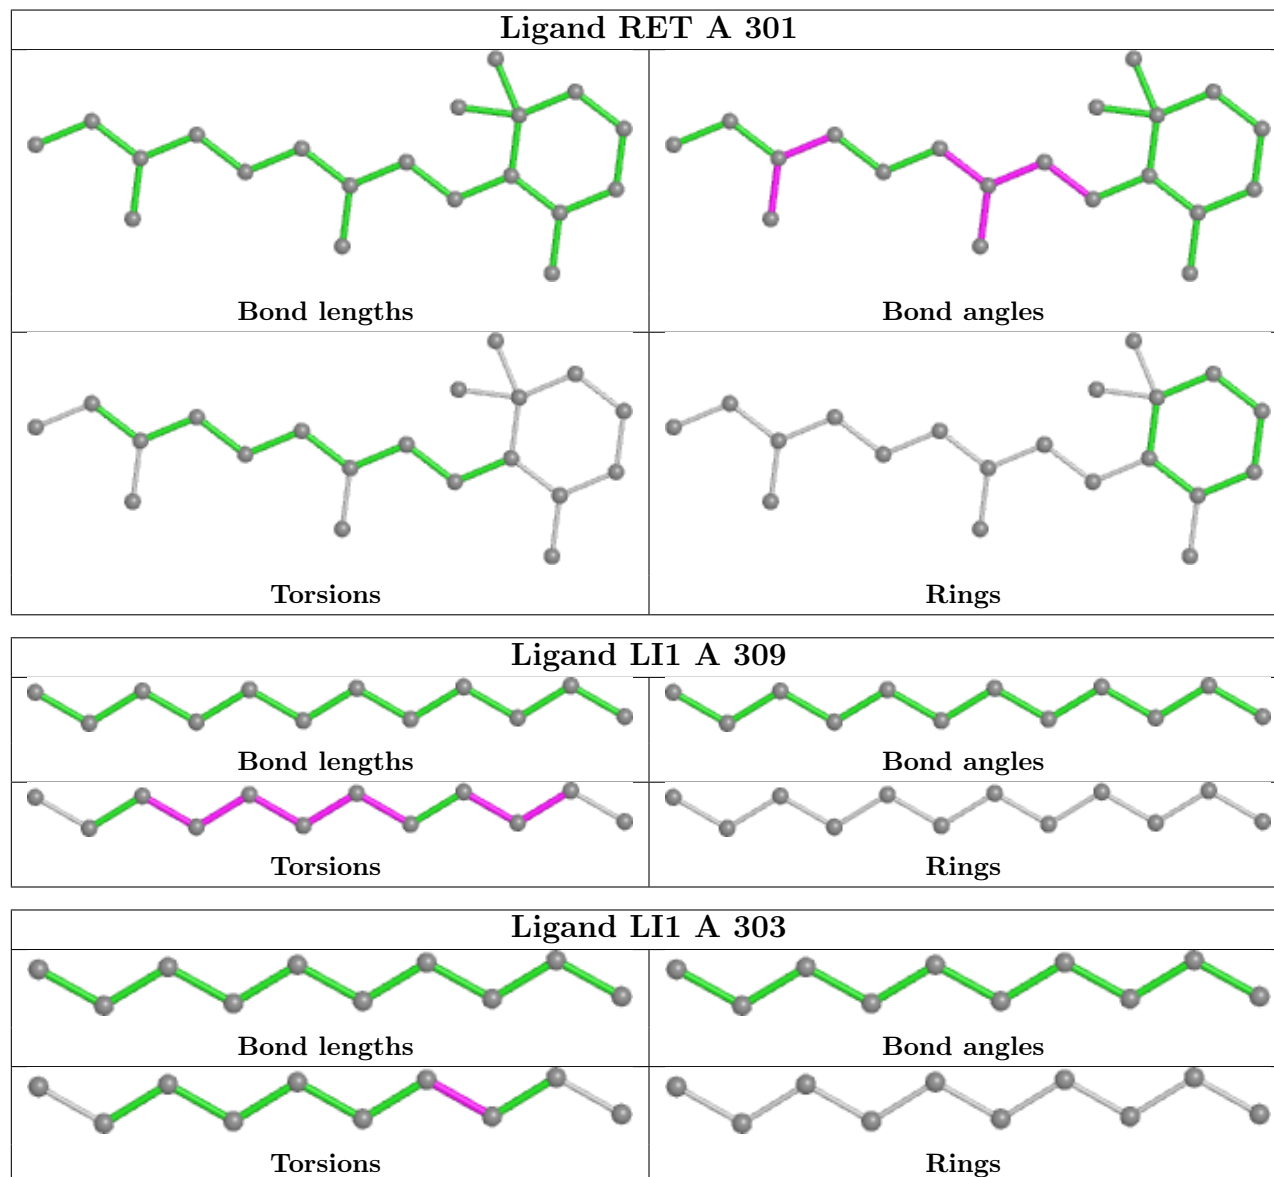 Ligand RET A 301
Bond lengths
Bond angles
Torsions
Rings
Ligand LI1 A 309
Bond lengths
Bond angles
Torsions
Rings
Ligand LI1 A 303
Bond lengths
Bond angles
Torsions
Rings